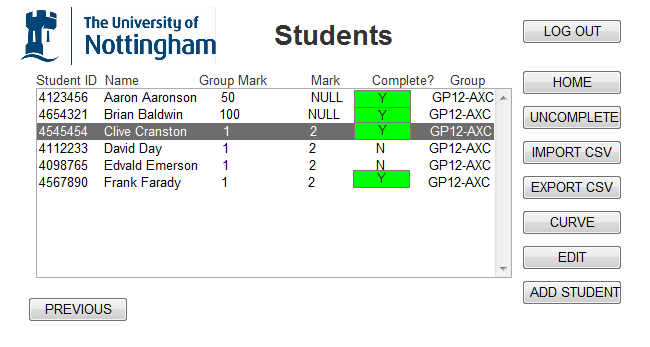 The University of
Nottingham
Students
LOG OUT
Student ID Name Group Mark Mark Complete? Group
4123456 Aaron Aaronson 50 NULL Y GP12-AXC
4654321 Brian Baldwin 100 NULL Y GP12-AXC
4545454 Clive Cranston 1 2 Y GP12-AXC
4112233 David Day 1 2 N GP12-AXC
4098765 Edvald Emerson 1 2 N GP12-AXC
4567890 Frank Farady 1 2 Y GP12-AXC
HOME
UNCOMPLETE
IMPORT CSV
EXPORT CSV
CURVE
EDIT
ADD STUDENT
PREVIOUS